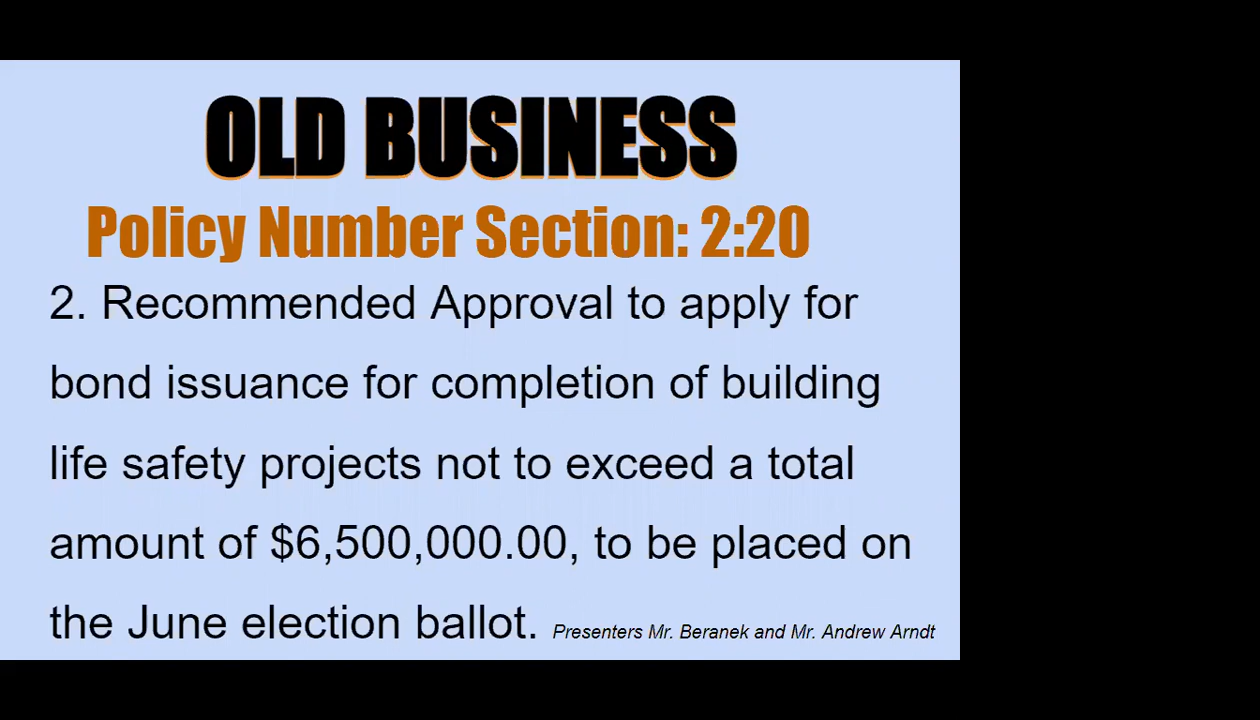 OLD BUSINESS
Policy Number Section: 2:20
2. Recommended Approval to apply for
bond issuance for completion of building
life safety projects not to exceed a total
amount of $6,500,000.00, to be placed on
the June election ballot. Presenters Mr. Beranek and Mr. Andrew Arndt